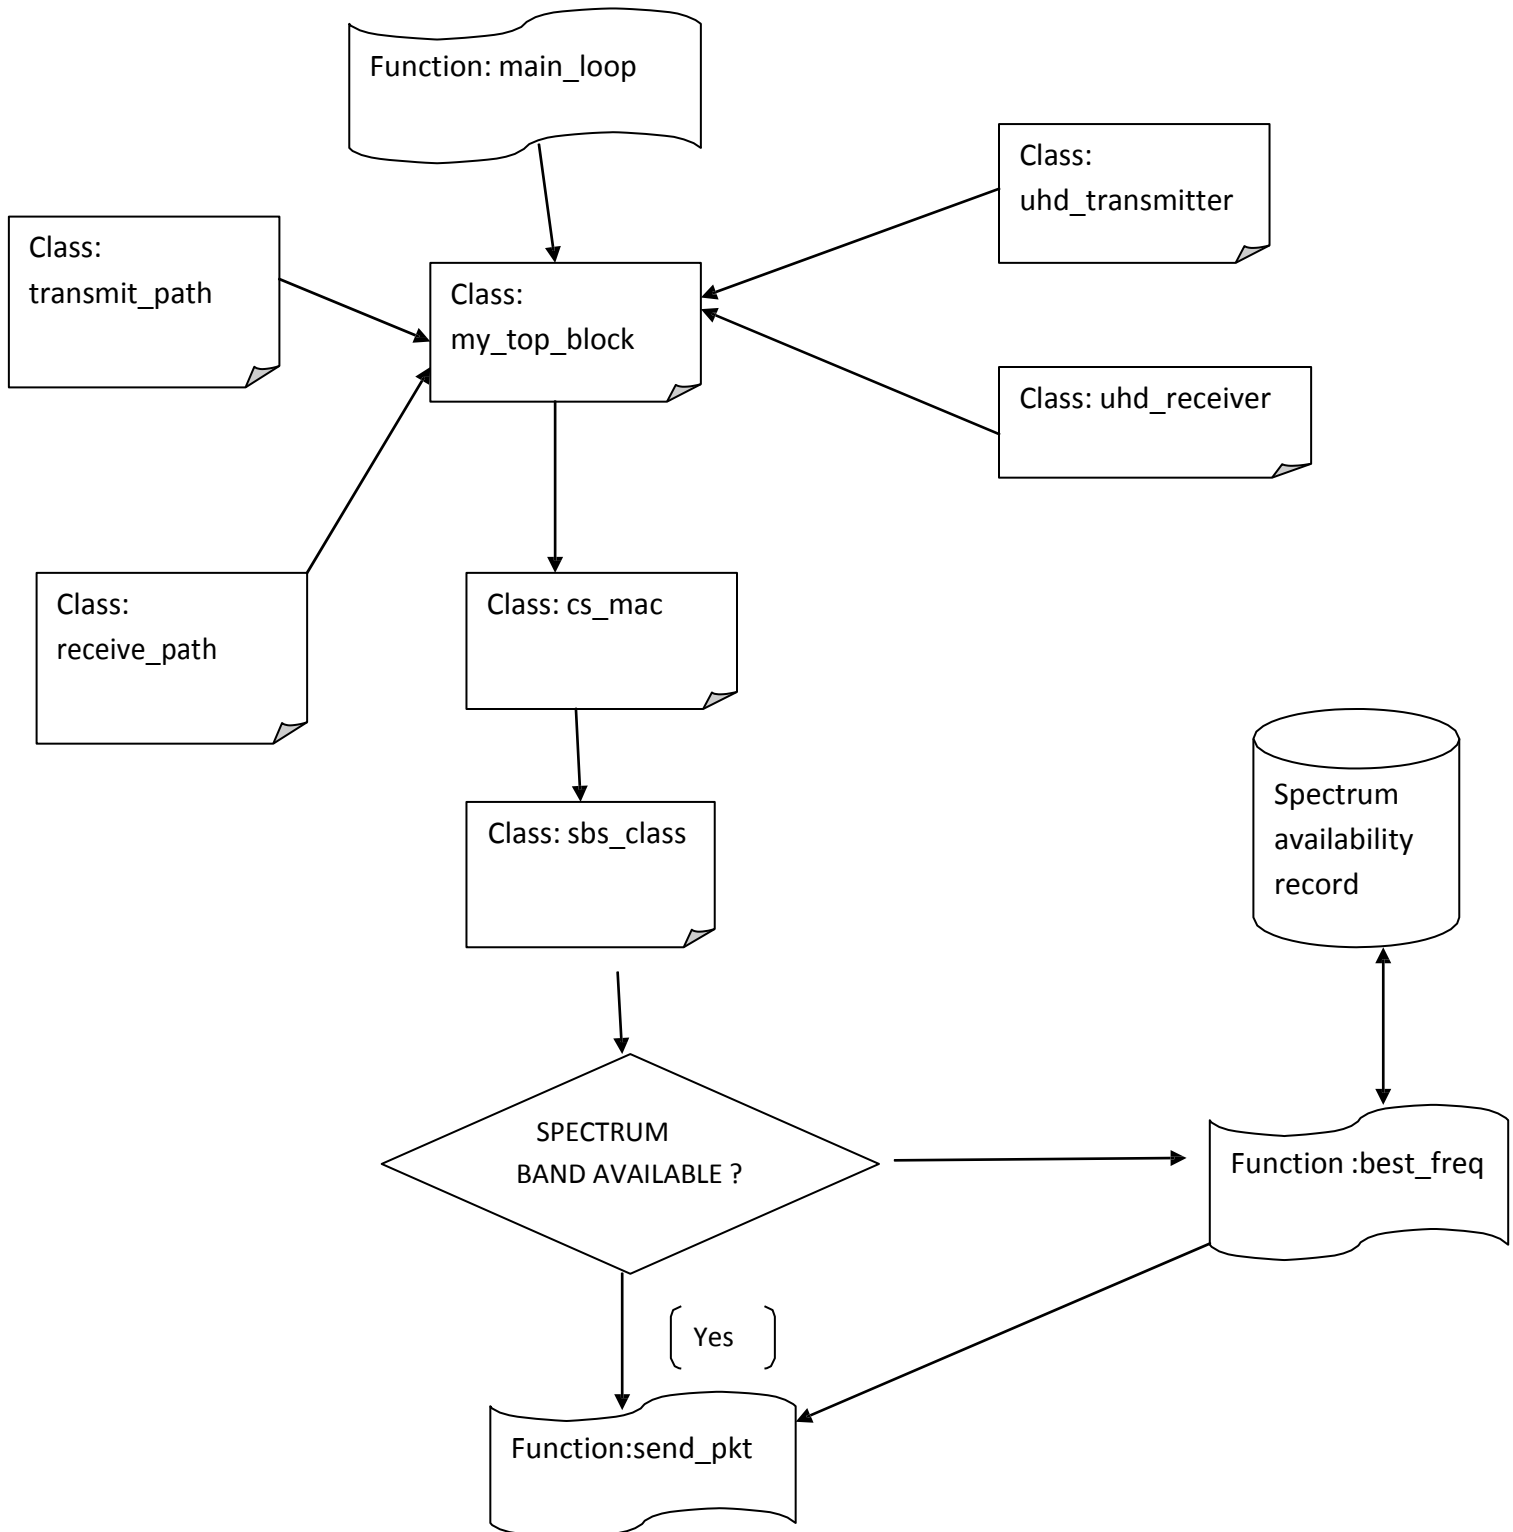 Function: main_loop
Class:
uhd_transmitter
Class:
transmit_path
Class:
my_top_block
Class: uhd_receiver
Class:
receive_path
Class: cs_mac
Class: sbs_class
Spectrum
availability
record
SPECTRUM
BAND AVAILABLE ?
Function :best_freq
Yes
Function:send_pkt